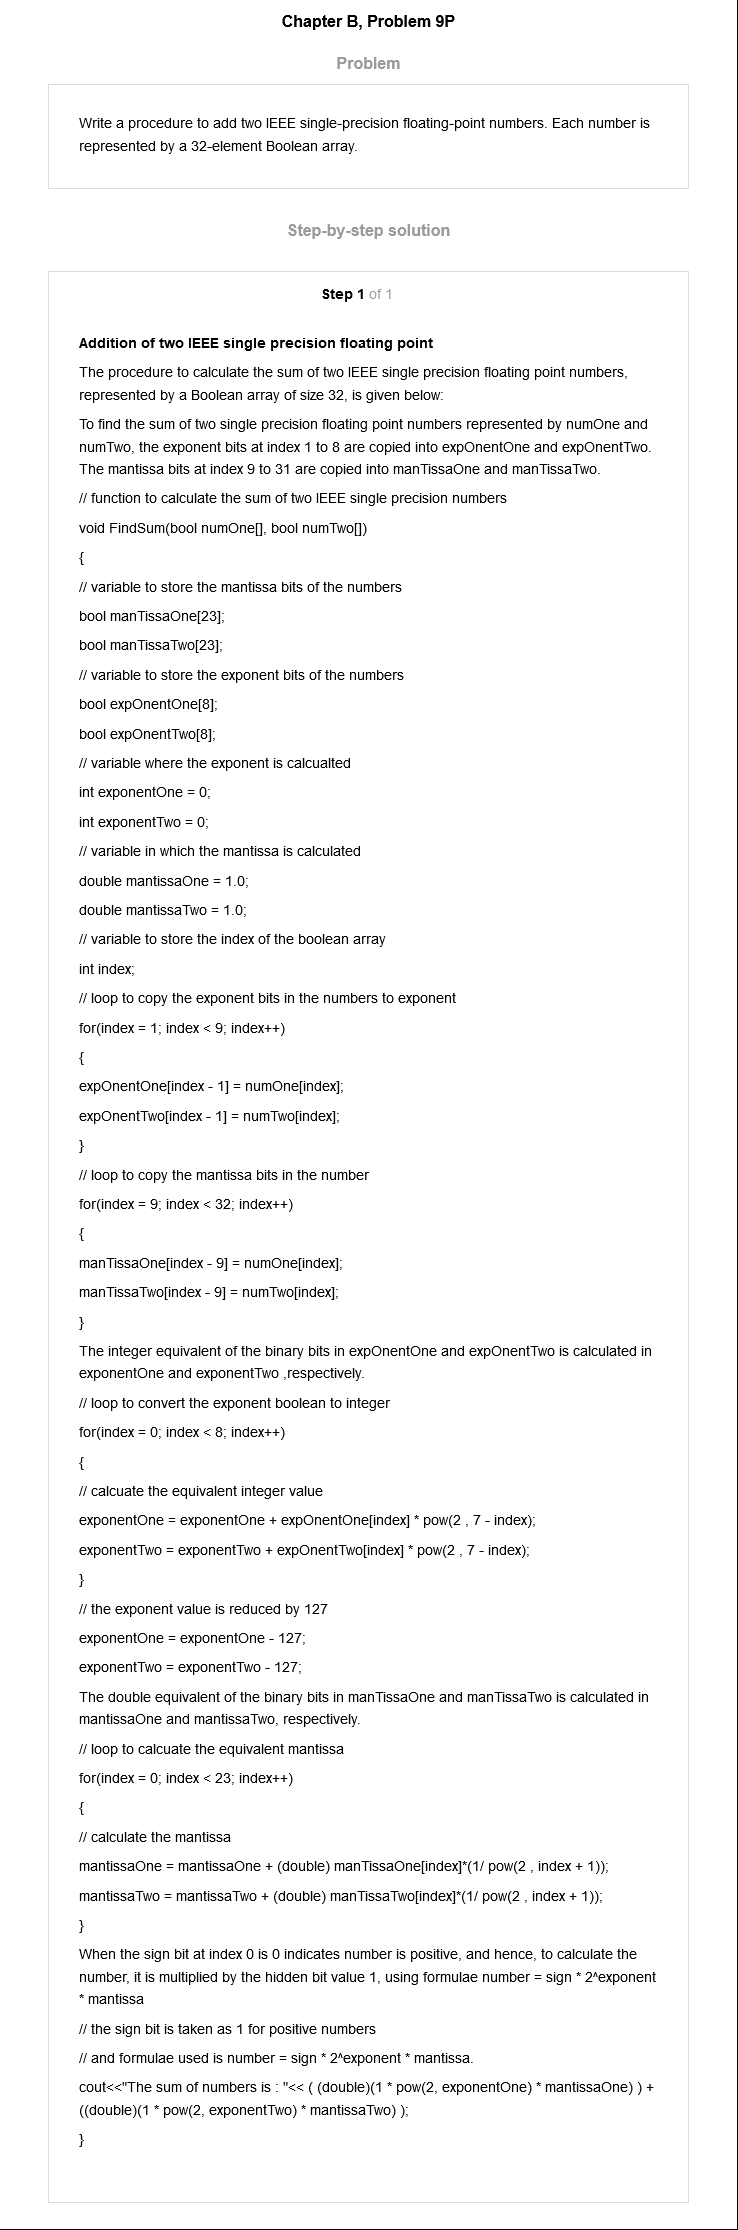 Chapter B, Problem 9P
Problem
Write a procedure to add two IEEE single-precision floating-point numbers. Each number is
represented by a 32-element Boolean array.
Step-by-step solution
Step 1 of 1
Addition of two IEEE single precision floating point
The procedure to calculate the sum of two IEEE single precision floating point numbers,
represented by a Boolean array of size 32, is given below:
To find the sum of two single precision floating point numbers represented by numOne and
numTwo, the exponent bits at index 1 to 8 are copied into expOnentOne and expOnentTwo.
The mantissa bits at index 9 to 31 are copied into manTissaOne and manTissaTwo.
// function to calculate the sum of two IEEE single precision numbers
void FindSum(bool numOne[], bool numTwo[])
{
// variable to store the mantissa bits of the numbers
bool manTissaOne[23];
bool manTissaTwo[23];
// variable to store the exponent bits of the numbers
bool expOnentOne[8];
bool expOnentTwo[8];
// variable where the exponent is calcualted
int exponentOne = 0;
int exponentTwo = 0;
// variable in which the mantissa is calculated
double mantissaOne = 1.0;
double mantissaTwo = 1.0;
// variable to store the index of the boolean array
int index;
// loop to copy the exponent bits in the numbers to exponent
for(index = 1; index < 9; index++)
{
expOnentOne[index - 1] = numOne[index];
expOnentTwo[index - 1] = numTwo[index];
}
// loop to copy the mantissa bits in the number
for(index = 9; index < 32; index++)
{
manTissaOne[index - 9] = numOne[index];
manTissaTwo[index - 9] = numTwo[index];
}
The integer equivalent of the binary bits in expOnentOne and expOnentTwo is calculated in
exponentOne and exponentTwo ,respectively.
// loop to convert the exponent boolean to integer
for(index = 0; index < 8; index++)
{
// calcuate the equivalent integer value
exponentOne = exponentOne + expOnentOne[index] * pow(2 , 7 - index);
exponentTwo = exponentTwo + expOnentTwo[index] * pow(2 , 7 - index);
}
// the exponent value is reduced by 127
exponentOne = exponentOne - 127;
exponentTwo = exponentTwo - 127;
The double equivalent of the binary bits in manTissaOne and manTissaTwo is calculated in
mantissaOne and mantissaTwo, respectively.
// loop to calcuate the equivalent mantissa
for(index = 0; index < 23; index++)
{
// calculate the mantissa
mantissaOne = mantissaOne + (double) manTissaOne[index]*(1/ pow(2 , index + 1));
mantissaTwo = mantissaTwo + (double) manTissaTwo[index]*(1/ pow(2 , index + 1));
}
When the sign bit at index 0 is 0 indicates number is positive, and hence, to calculate the
number, it is multiplied by the hidden bit value 1, using formulae number = sign * 2^exponent
* mantissa
// the sign bit is taken as 1 for positive numbers
// and formulae used is number = sign * 2^exponent * mantissa.
cout<<"The sum of numbers is : "<< ( (double)(1 * pow(2, exponentOne) * mantissaOne) ) +
((double)(1 * pow(2, exponentTwo) * mantissaTwo) );
}